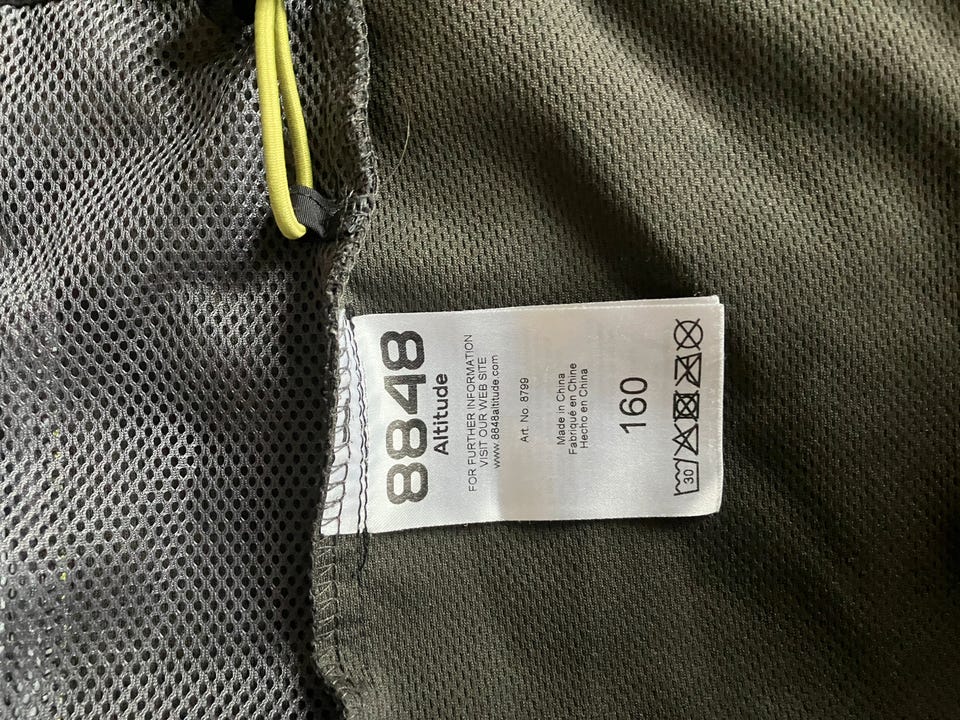 8848
Altitude
FOR FURTHER INFORMATION
VISIT OUR WEB SITE
www.8848altitude.com
Art. No. 8799
Made in China
Fabriqué en Chine
Hecho en China
160
30